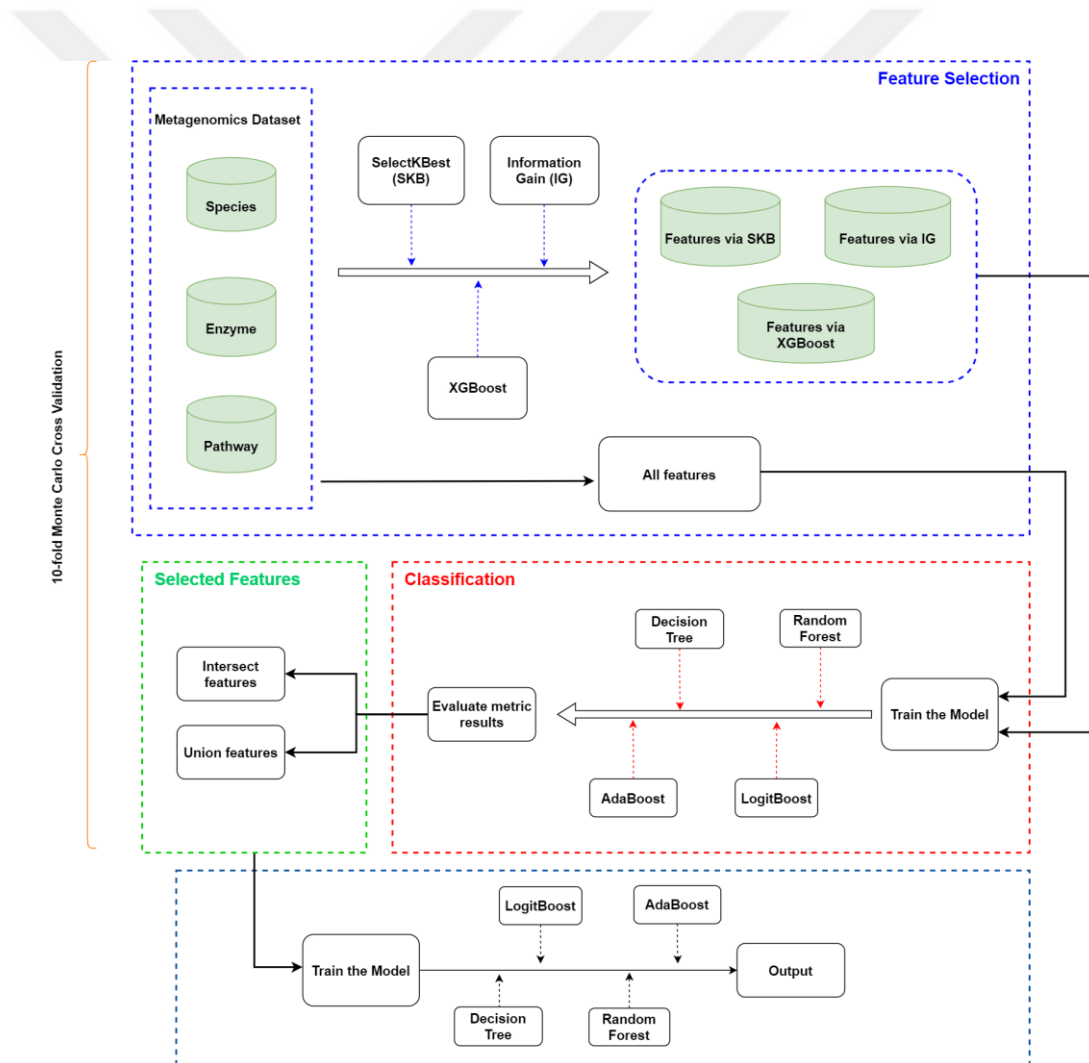 Feature Selection
Metagenomics Dataset
Species
Enzyme
Pathway
SelectKBest
(SKB)
Information
Gain (IG)
XGBoost
Features via SKB
Features via IG
Features via
XGBoost
All features
10-fold Monte Carlo Cross Validation
Selected Features
Intersect
features
Union features
Classification
Decision
Tree
Random
Forest
Evaluate metric
results
Train the Model
AdaBoost
LogitBoost
LogitBoost
AdaBoost
Train the Model
Output
Decision
Tree
Random
Forest